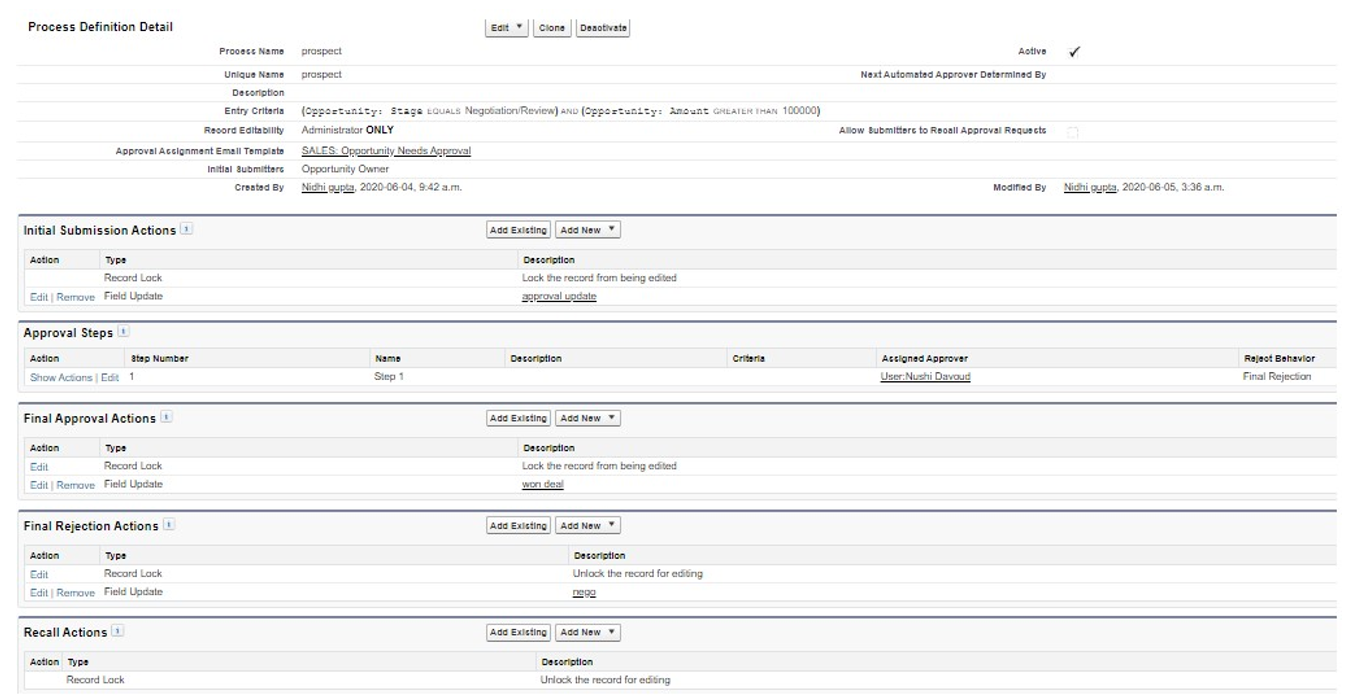 Process Definition Detail Edit Clone Deactivate
Process Name prospect Active
Unique Name prospect Next Automated Approver Determined By
Description
Entry Criteria (Opportunity: Stage EQUALS Negotiation/Review) AND (Opportunity: Amount GREATER THAN 100000)
Record Editability Administrator ONLY Allow Submitters to Recall Approval Requests
Approval Assignment Email Template SALES: Opportunity Needs Approval
Initial Submitters Opportunity Owner
Created By Nidhi gupta, 2020-06-04, 9:42 a.m. Modified By Nidhi gupta, 2020-06-05, 3:36 a.m.
Initial Submission Actions i Add Existing Add New
Action Type Description
Record Lock Lock the record from being edited
Edit | Remove Field Update approval update
Approval Steps i
Action Step Number Name Description Criteria Assigned Approver Reject Behavior
Show Actions | Edit 1 Step 1 User:Nushi Davoud Final Rejection
Final Approval Actions i Add Existing Add New
Action Type Description
Edit Record Lock Lock the record from being edited
Edit | Remove Field Update won deal
Final Rejection Actions i Add Existing Add New
Action Type Description
Edit Record Lock Unlock the record for editing
Edit | Remove Field Update nego
Recall Actions i Add Existing Add New
Action Type Description
Record Lock Unlock the record for editing